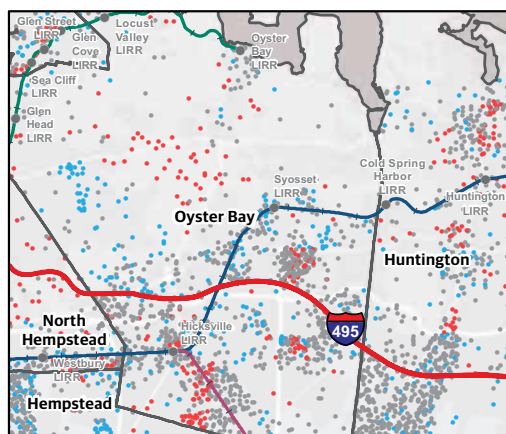 Glen Street
LIRR
Glen
Cove
LIRR
Locust
Valley
LIRR
Oyster
Bay
LIRR
Sea Cliff
LIRR
Glen
Head
LIRR
Syosset
LIRR
Cold Spring
Harbor
LIRR
Huntington
LIRR
Oyster Bay
Huntington
North
Hempstead
Hicksville
LIRR
495
Westbury
LIRR
Hempstead